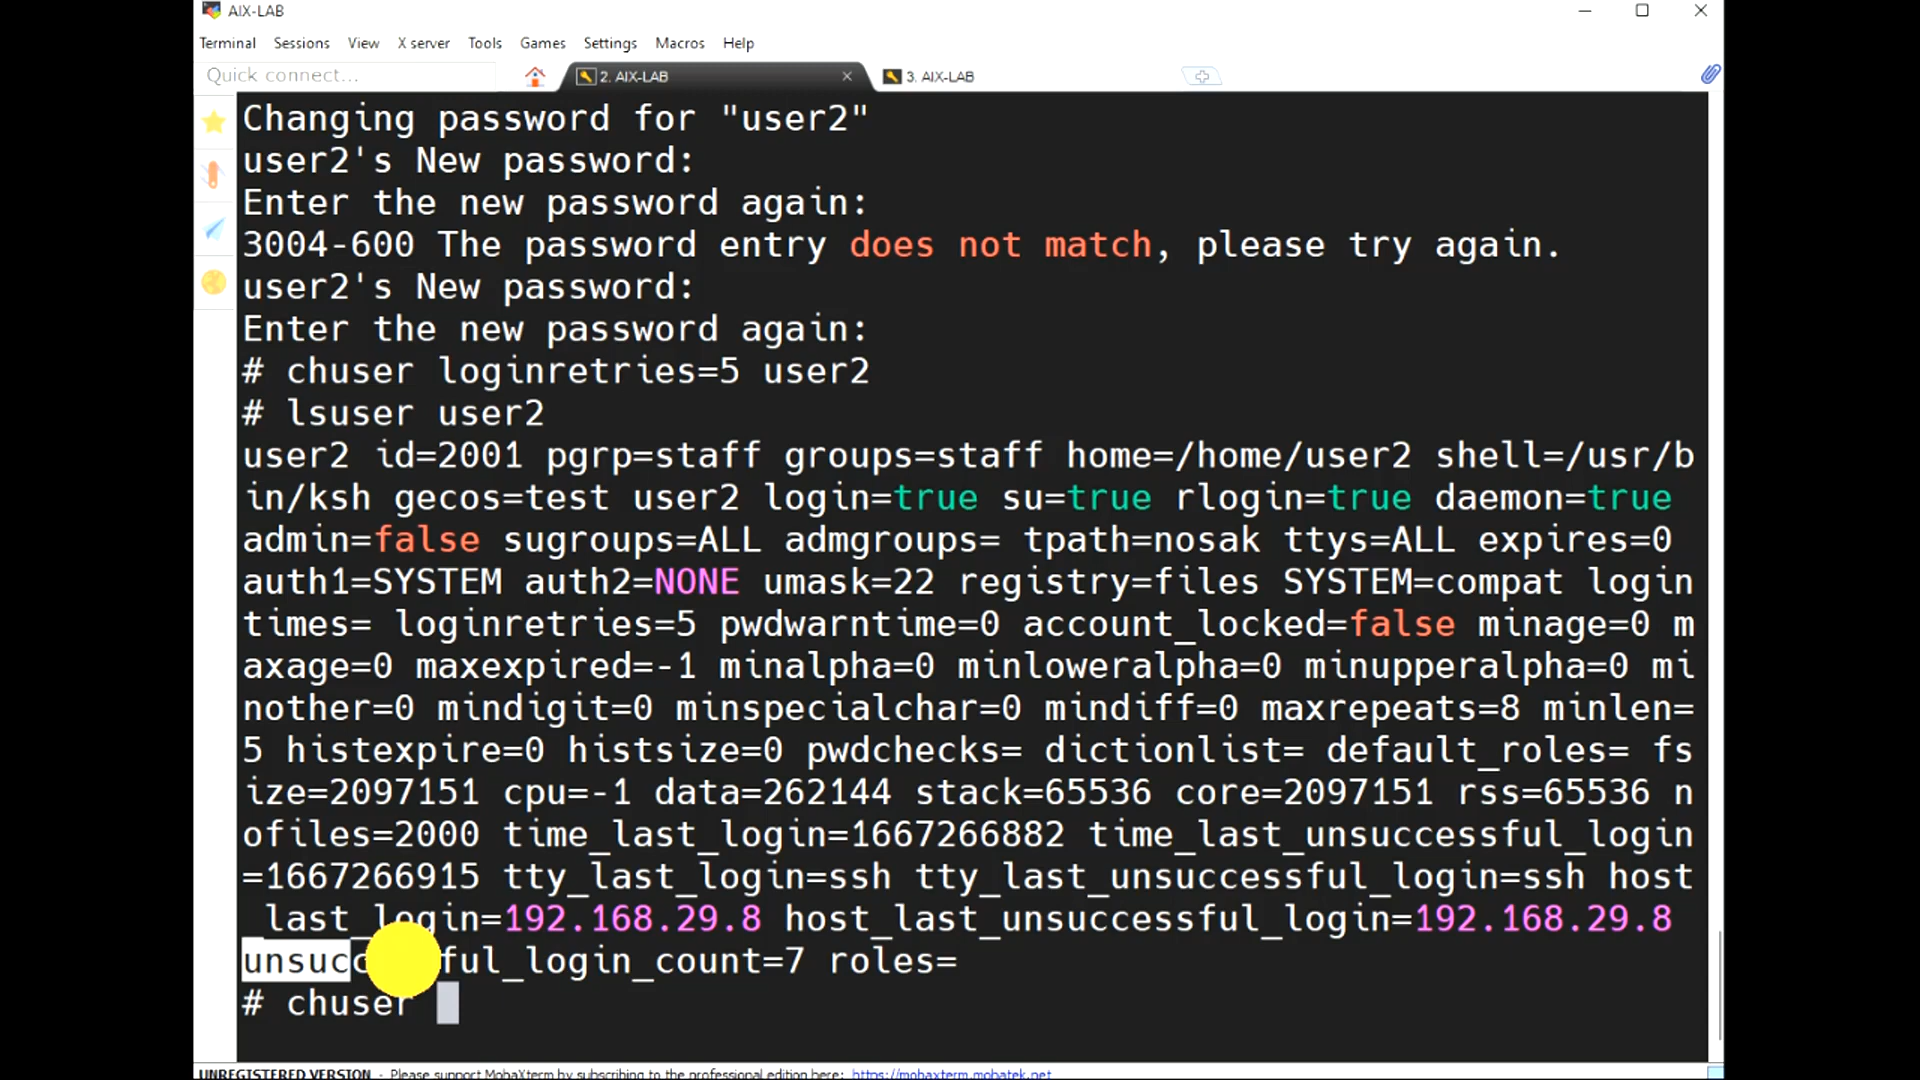 AIX-LAB
Terminal Sessions View X server Tools Games Settings Macros Help
Quick connect... 2. AIX-LAB 3. AIX-LAB
Changing password for "user2"
user2's New password:
Enter the new password again:
3004-600 The password entry does not match, please try again.
user2's New password:
Enter the new password again:
# chuser loginretries=5 user2
# lsuser user2
user2 id=2001 pgrp=staff groups=staff home=/home/user2 shell=/usr/b
in/ksh gecos=test user2 login=true su=true rlogin=true daemon=true
admin=false sugroups=ALL admgroups= tpath=nosak ttys=ALL expires=0
auth1=SYSTEM auth2=NONE umask=22 registry=files SYSTEM=compat login
times= loginretries=5 pwdwarntime=0 account_locked=false minage=0 m
axage=0 maxexpired=-1 minalpha=0 minloweralpha=0 minupperalpha=0 mi
nother=0 mindigit=0 minspecialchar=0 mindiff=0 maxrepeats=8 minlen=
5 histexpire=0 histsize=0 pwdchecks= dictionlist= default_roles= fs
ize=2097151 cpu=-1 data=262144 stack=65536 core=2097151 rss=65536 n
ofiles=2000 time_last_login=1667266882 time_last_unsuccessful_login
=1667266915 tty_last_login=ssh tty_last_unsuccessful_login=ssh host
_last_login=192.168.29.8 host_last_unsuccessful_login=192.168.29.8
unsuccessful_login_count=7 roles=
# chuser
UNREGISTERED VERSION - Please support MobaXterm by subscribing to the professional edition here: https://mobaxterm.mobatek.net